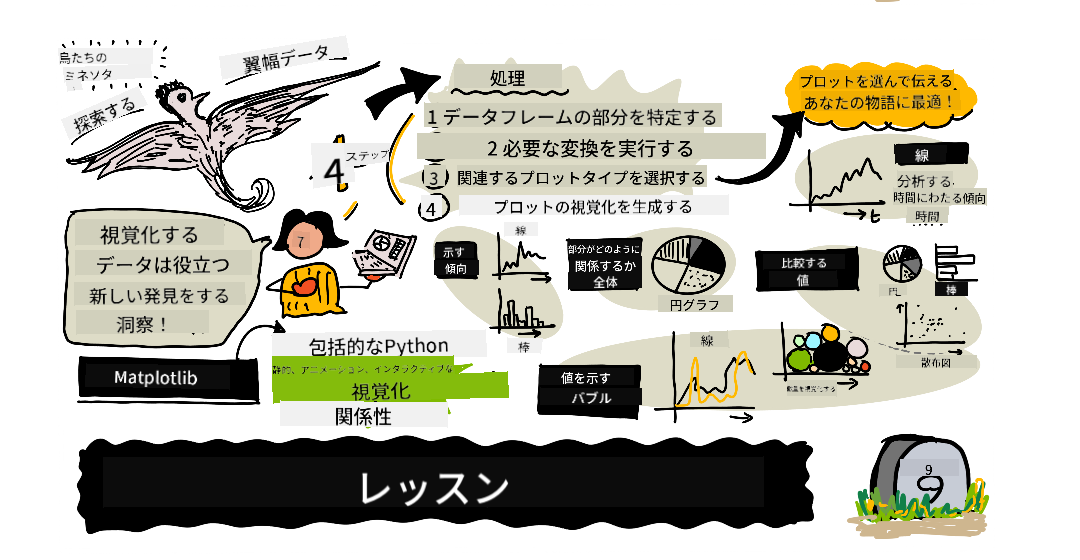 鳥たちの
ミネソタ
探索する
翼幅データ
4
ステップ
処理
1 データフレームの部分を特定する
2 必要な変換を実行する
3 関連するプロットタイプを選択する
4 プロットの視覚化を生成する
プロットを選んで伝える
あなたの物語に最適！
線
分析する.
時間にわたる傾向
時間
t
視覚化する
データは役立つ
新しい発見をする
洞察！
7
示す
傾向
線
棒
部分がどのように
関係するか
全体
円グラフ
比較する
値
円
棒
散布図
Matplotlib
包括的なPython
静的、アニメーション、インタラクティブな
視覚化
関係性
値を示す
バブル
線
数量を視覚化する
レッスン
9
9